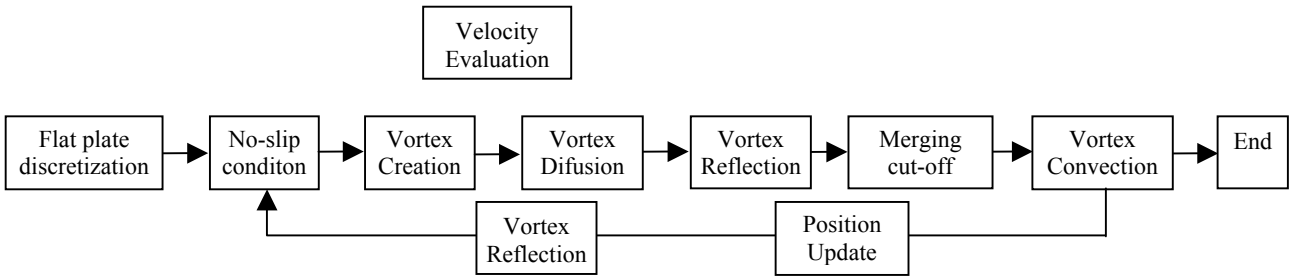 Velocity
Evaluation
Flat plate
discretization
No-slip
conditon
Vortex
Creation
Vortex
Difusion
Vortex
Reflection
Merging
cut-off
Vortex
Convection
End
Vortex
Reflection
Position
Update